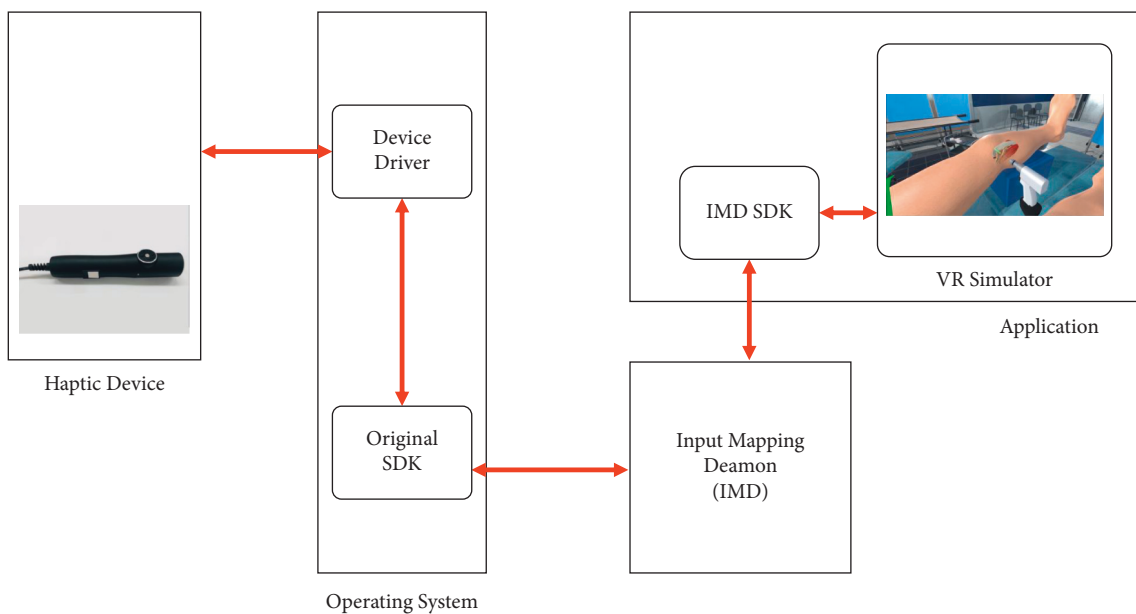 Device
Driver
IMD SDK
VR Simulator
Application
Haptic Device
Original
SDK
Input Mapping
Deamon
(IMD)
Operating System